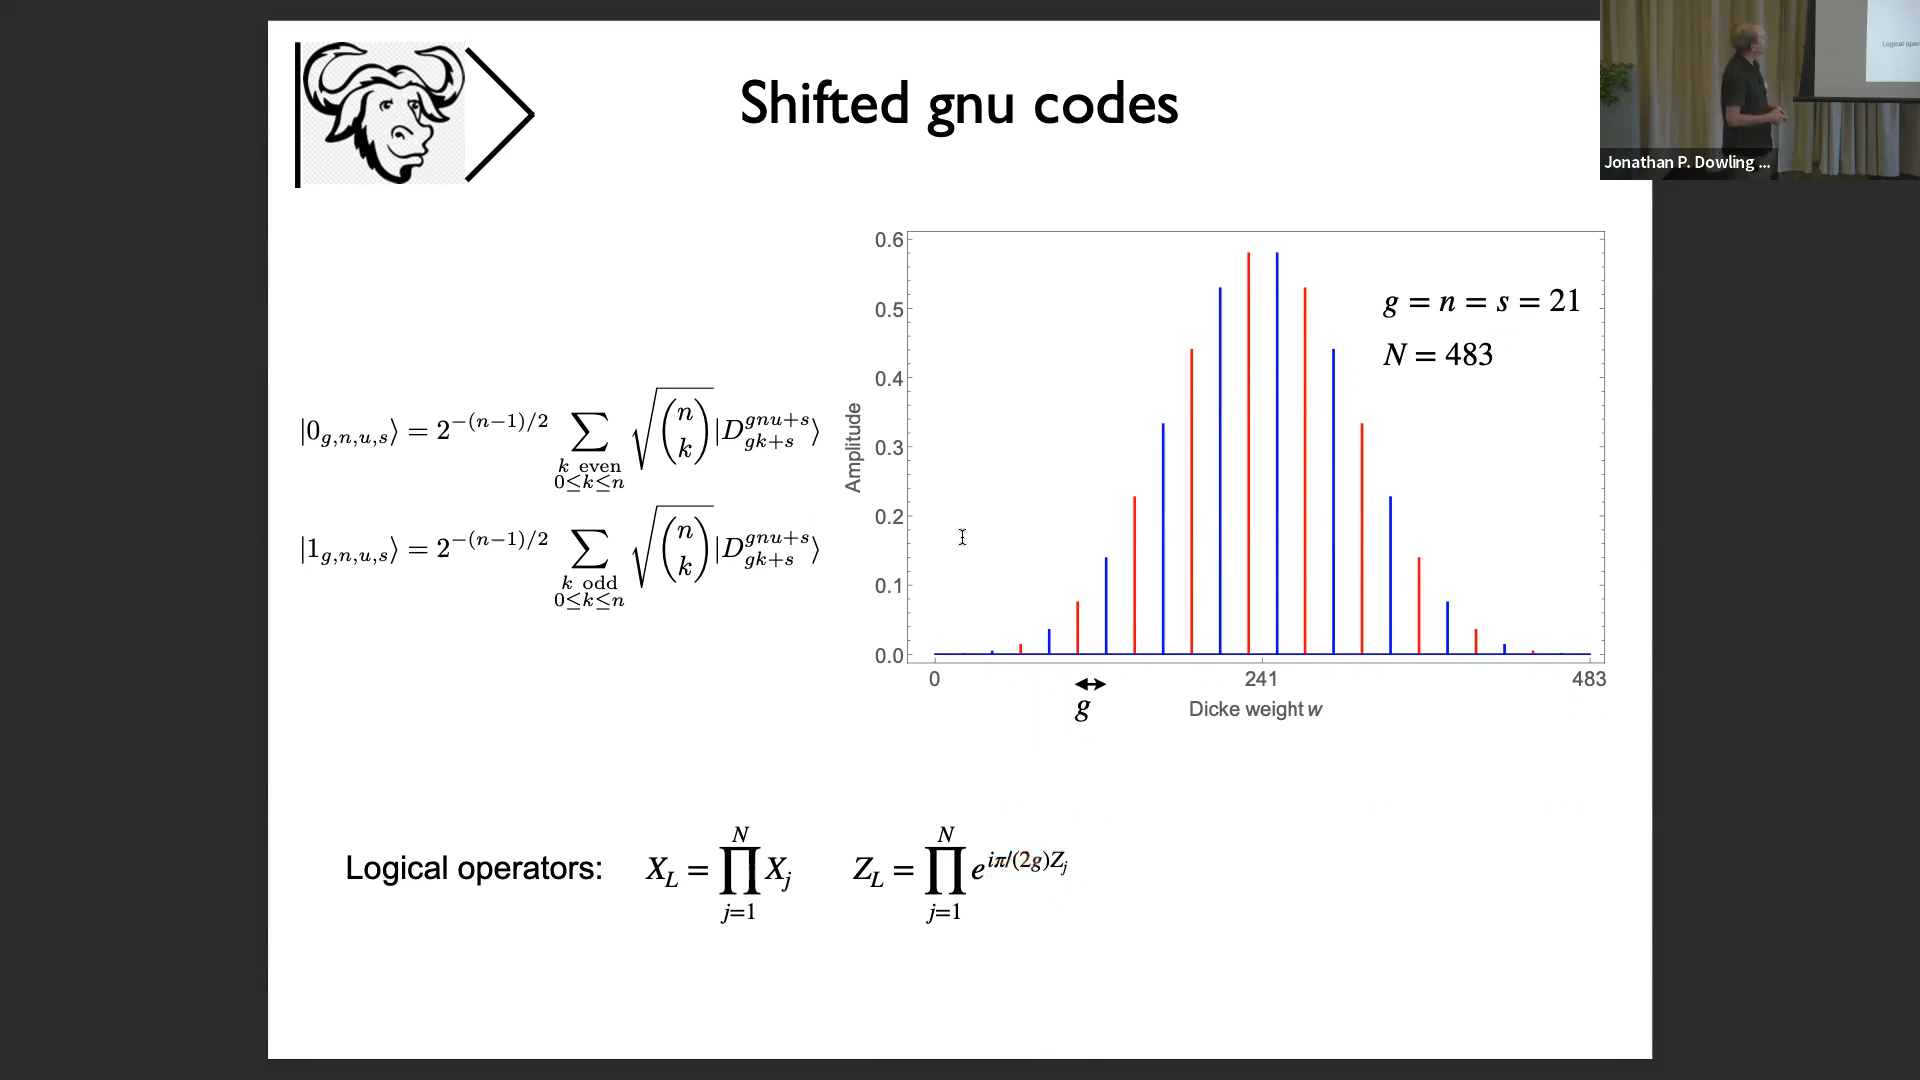 Shifted gnu codes
Jonathan P. Dowling ...
Logical oper
|0_{g,n,u,s}⟩ = 2^{-(n-1)/2} ∑_{k even 0≤k≤n} √(n k) |D^{gnu+s}_{gk+s}⟩
|1_{g,n,u,s}⟩ = 2^{-(n-1)/2} ∑_{k odd 0≤k≤n} √(n k) |D^{gnu+s}_{gk+s}⟩
Amplitude
0.6
0.5
0.4
0.3
0.2
0.1
0.0
g = n = s = 21
N = 483
0 241 483
g
Dicke weight w
Logical operators: X_L = ∏_{j=1}^{N} X_j Z_L = ∏_{j=1}^{N} e^{iπ/(2g)Z_j}